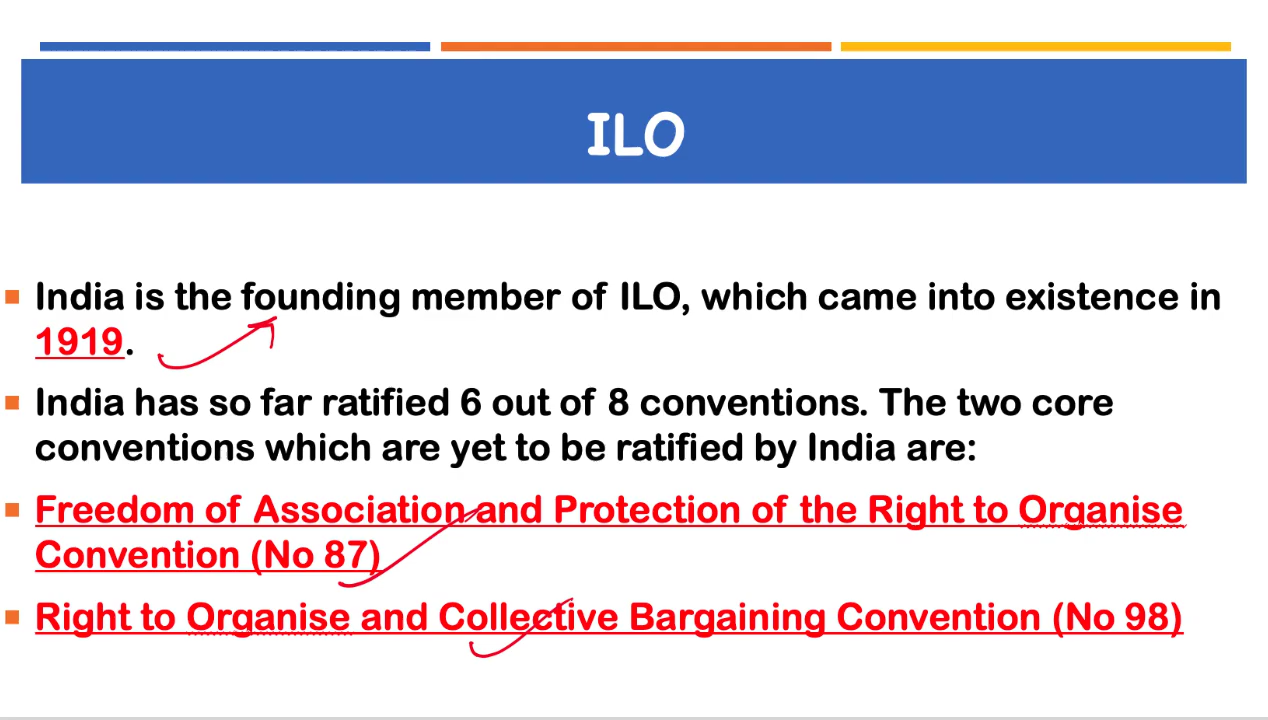 ILO
India is the founding member of ILO, which came into existence in
1919.
India has so far ratified 6 out of 8 conventions. The two core
conventions which are yet to be ratified by India are:
Freedom of Association and Protection of the Right to Organise
Convention (No 87)
Right to Organise and Collective Bargaining Convention (No 98)